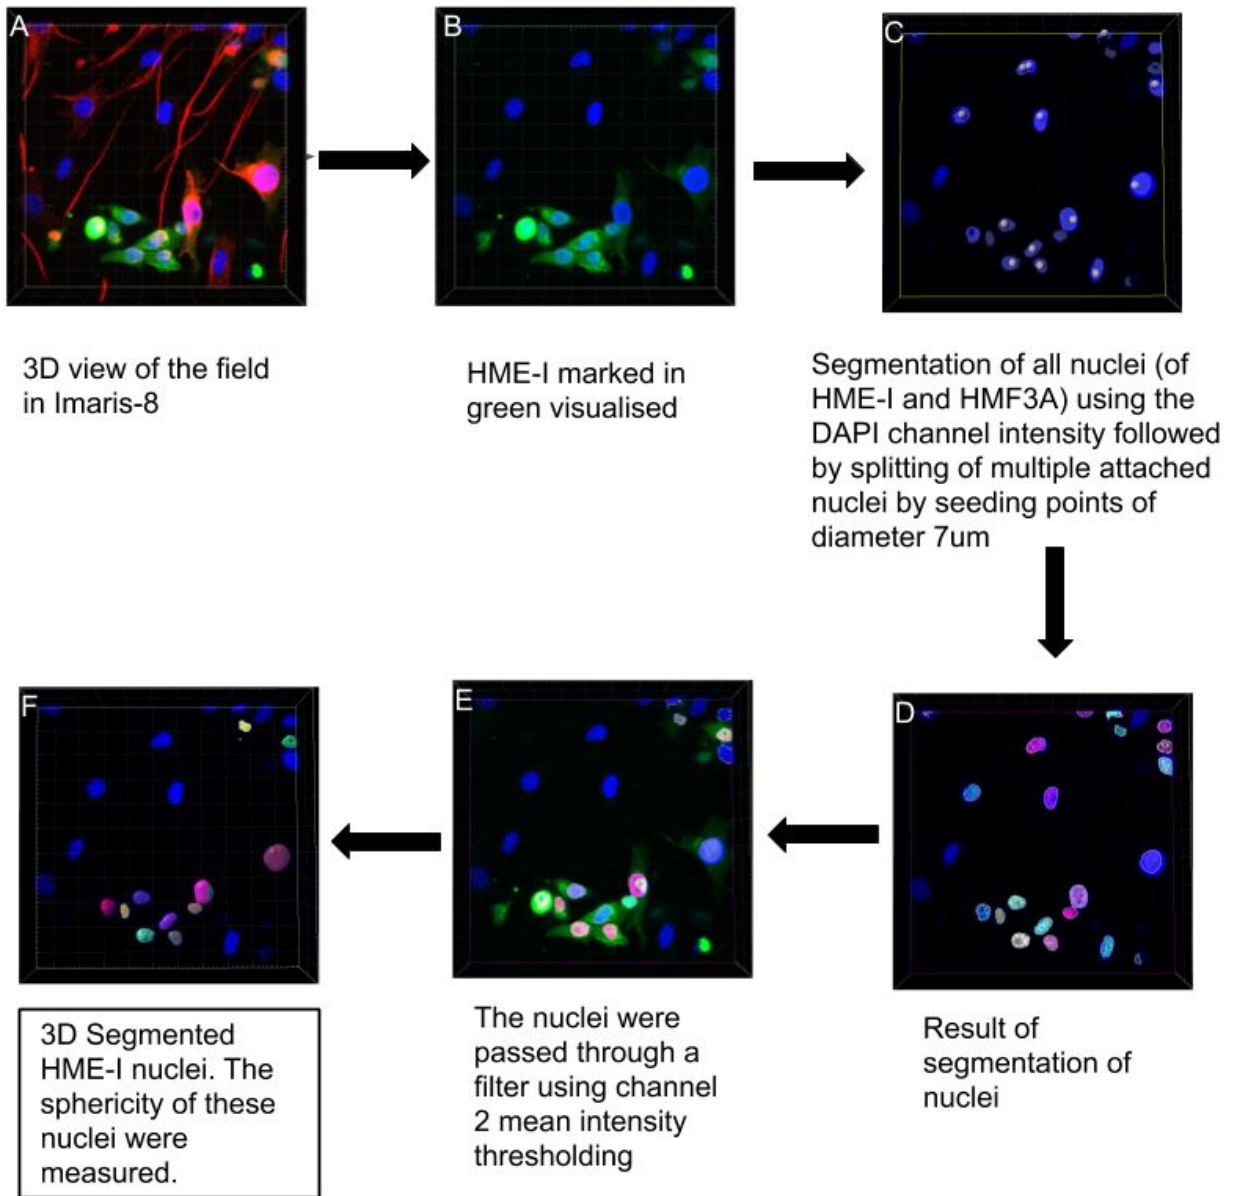 A
B
C
3D view of the field
in Imaris-8
HME-I marked in
green visualised
Segmentation of all nuclei (of
HME-I and HMF3A) using the
DAPI channel intensity followed
by splitting of multiple attached
nuclei by seeding points of
diameter 7um
F
E
D
3D Segmented
HME-I nuclei. The
sphericity of these
nuclei were
measured.
The nuclei were
passed through a
filter using channel
2 mean intensity
thresholding
Result of
segmentation of
nuclei